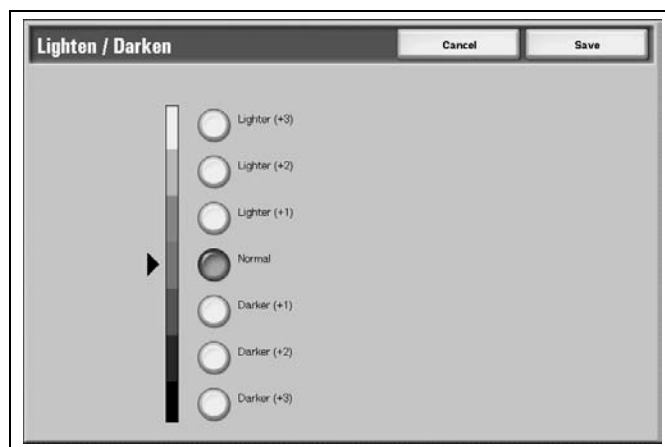 Lighten / Darken
Cancel
Save
Lighter (+3)
Lighter (+2)
Lighter (+1)
Normal
Darker (+1)
Darker (+2)
Darker (+3)